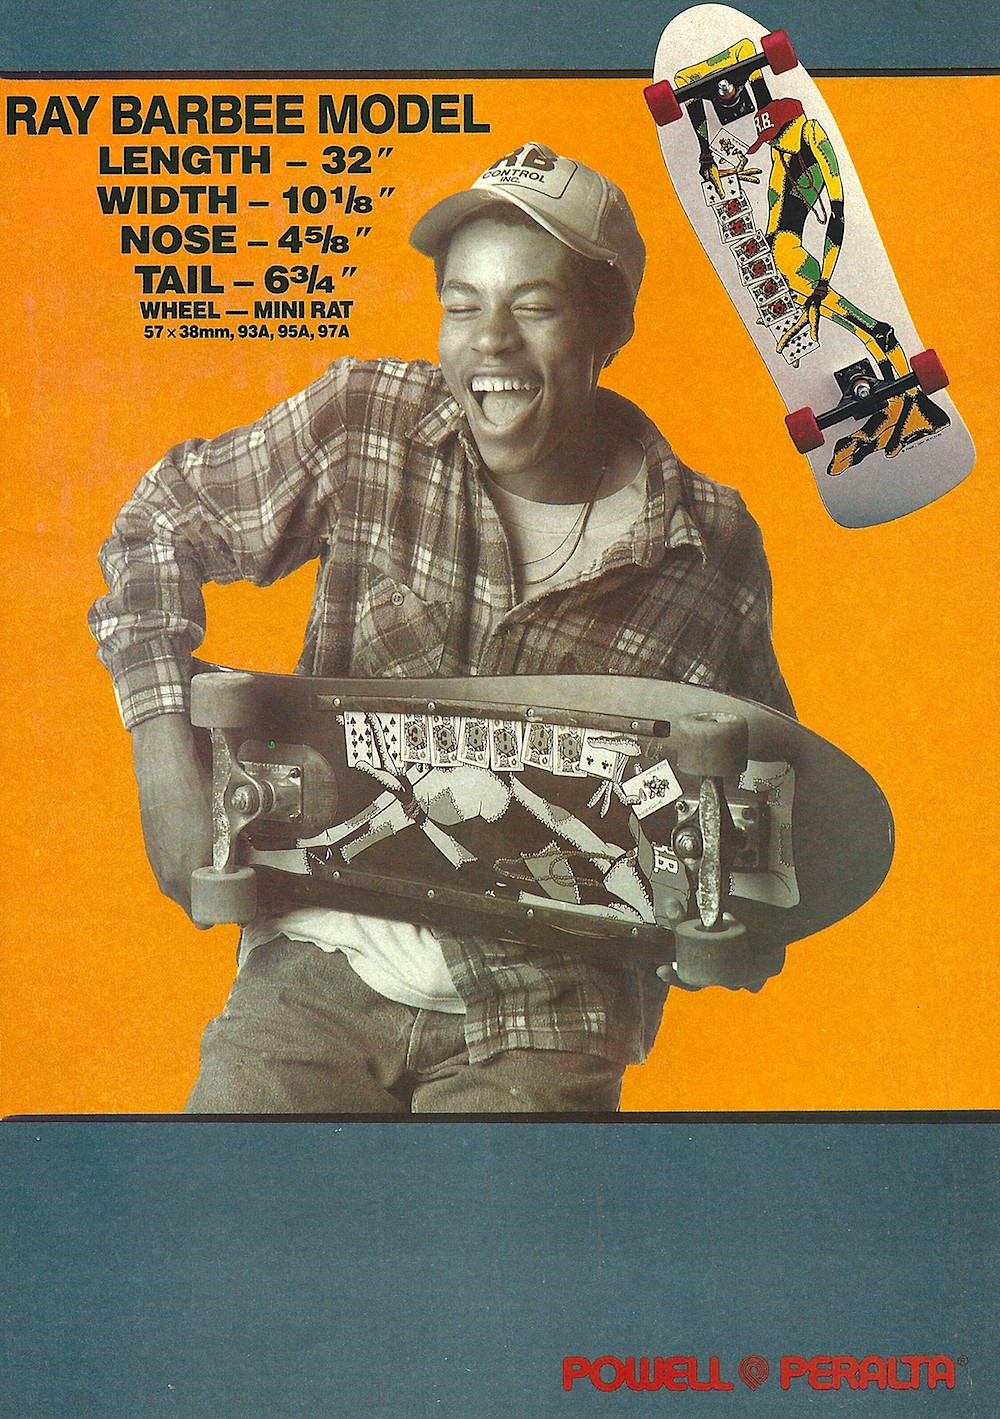 RAY BARBEE MODEL
LENGTH – 32″
WIDTH – 10 1/8″
NOSE – 4 5/8″
TAIL – 6 3/4″
WHEEL — MINI RAT
57 × 38mm, 93A, 95A, 97A
RB
CONTROL
INC.
R.B.
RB
POWELL PERALTA®